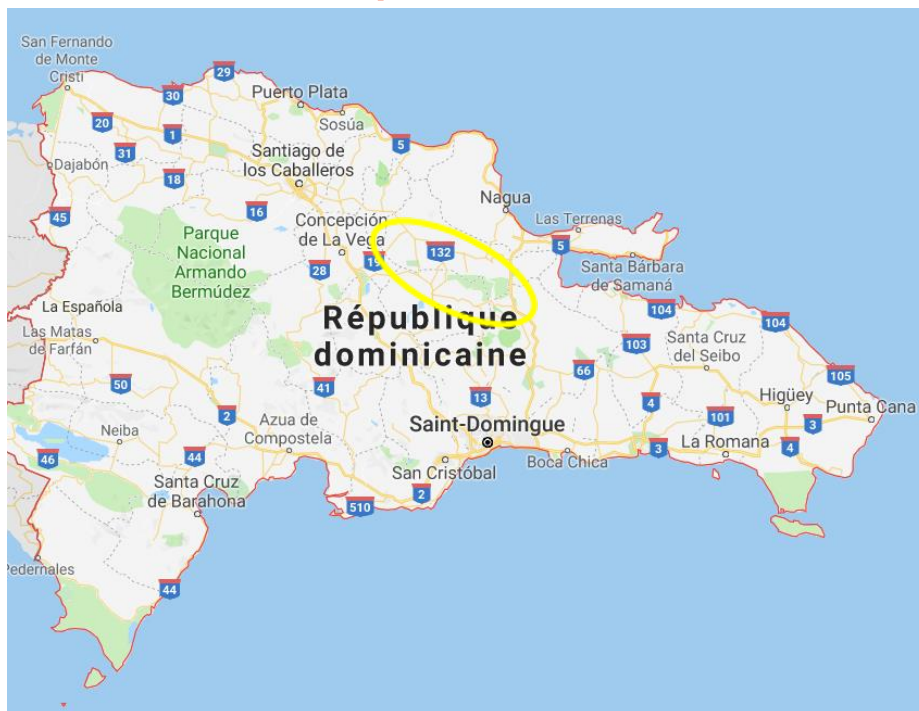 San Fernando
de Monte
Cristi
29
30
Puerto Plata
20
Sosúa
1
5
31
Santiago de
los Caballeros
Dajabón
18
Nagua
16
45
Las Terrenas
Concepción
de La Vega
Parque
Nacional
Armando
Bermúdez
132
5
19
28
Santa Bárbara
de Samaná
La Española
104
République
dominicaine
104
Las Matas
de Farfán
103
Santa Cruz
del Seibo
66
105
50
41
13
Higüey
Punta Cana
2
4
101
3
Azua de
Compostela
Saint-Domingue
Neiba
La Romana
3
4
46
44
San Cristóbal
Boca Chica
Santa Cruz
de Barahona
2
510
Pedernales
44